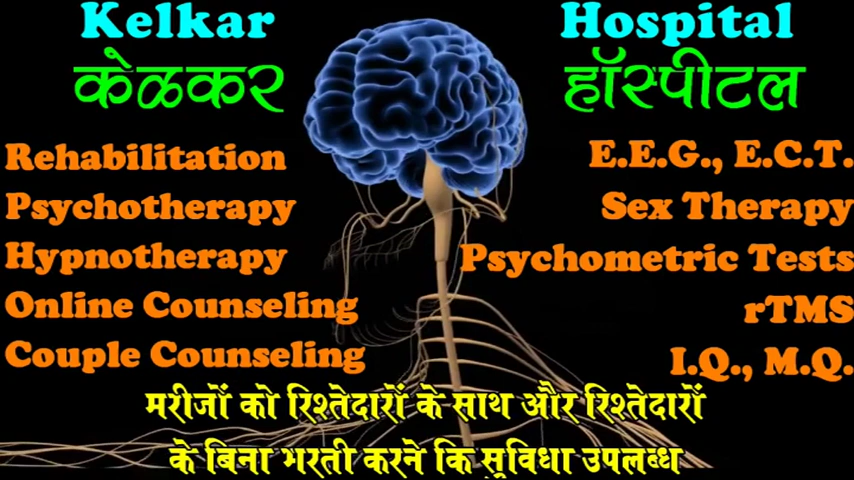 Kelkar Hospital
केळकर हॉस्पीटल
Rehabilitation
Psychotherapy
Hypnotherapy
Online Counseling
Couple Counseling
E.E.G., E.C.T.
Sex Therapy
Psychometric Tests
rTMS
I.Q., M.Q.
मरीजों को रिश्तेदारों के साथ और रिश्तेदारों
के बिना भरती करने कि सुविधा उपलब्ध